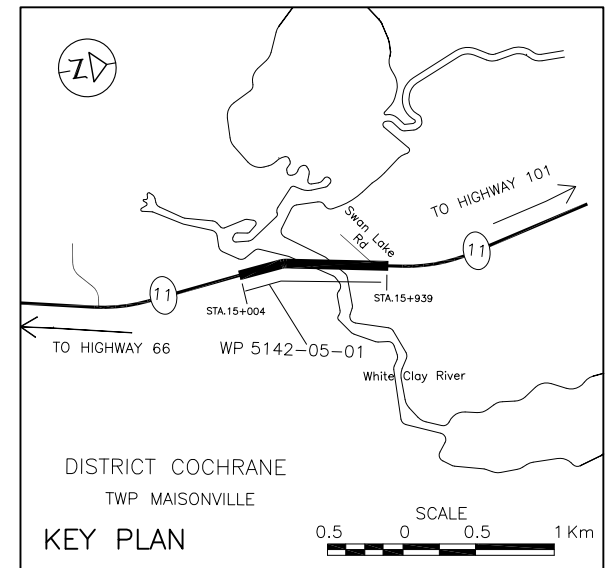 N
TO HIGHWAY 101
Swan Lake
Rd
11
11
STA.15+004
STA.15+939
TO HIGHWAY 66
WP 5142-05-01
White Clay River
DISTRICT COCHRANE
TWP MAISONVILLE
KEY PLAN
SCALE
0.5 0 0.5 1 Km